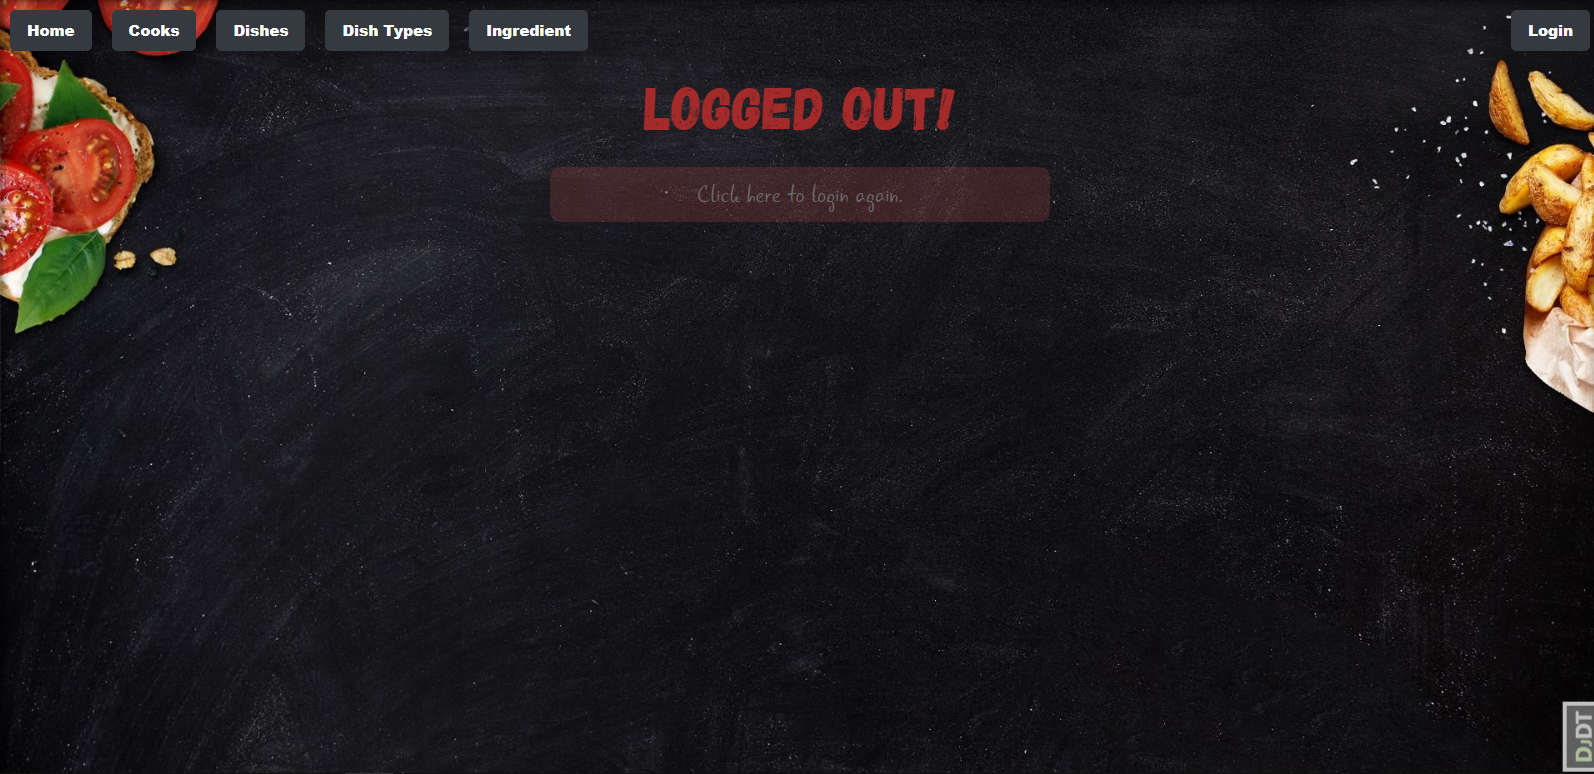 Home Cooks Dishes Dish Types Ingredient Login
LOGGED OUT!
Click here to login again.
DJDT